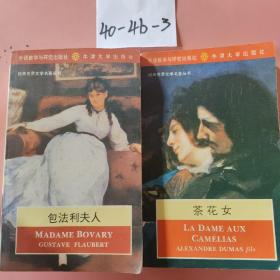 40-4b-3
外语教学与研究出版社 牛津大学出版社
经典世界文学名著丛书
包法利夫人
MADAME BOVARY
GUSTAVE FLAUBERT
外语教学与研究出版社 牛津大学出版社
经典世界文学名著丛书
茶花女
LA DAME AUX
CAMELIAS
ALEXANDRE DUMAS fils